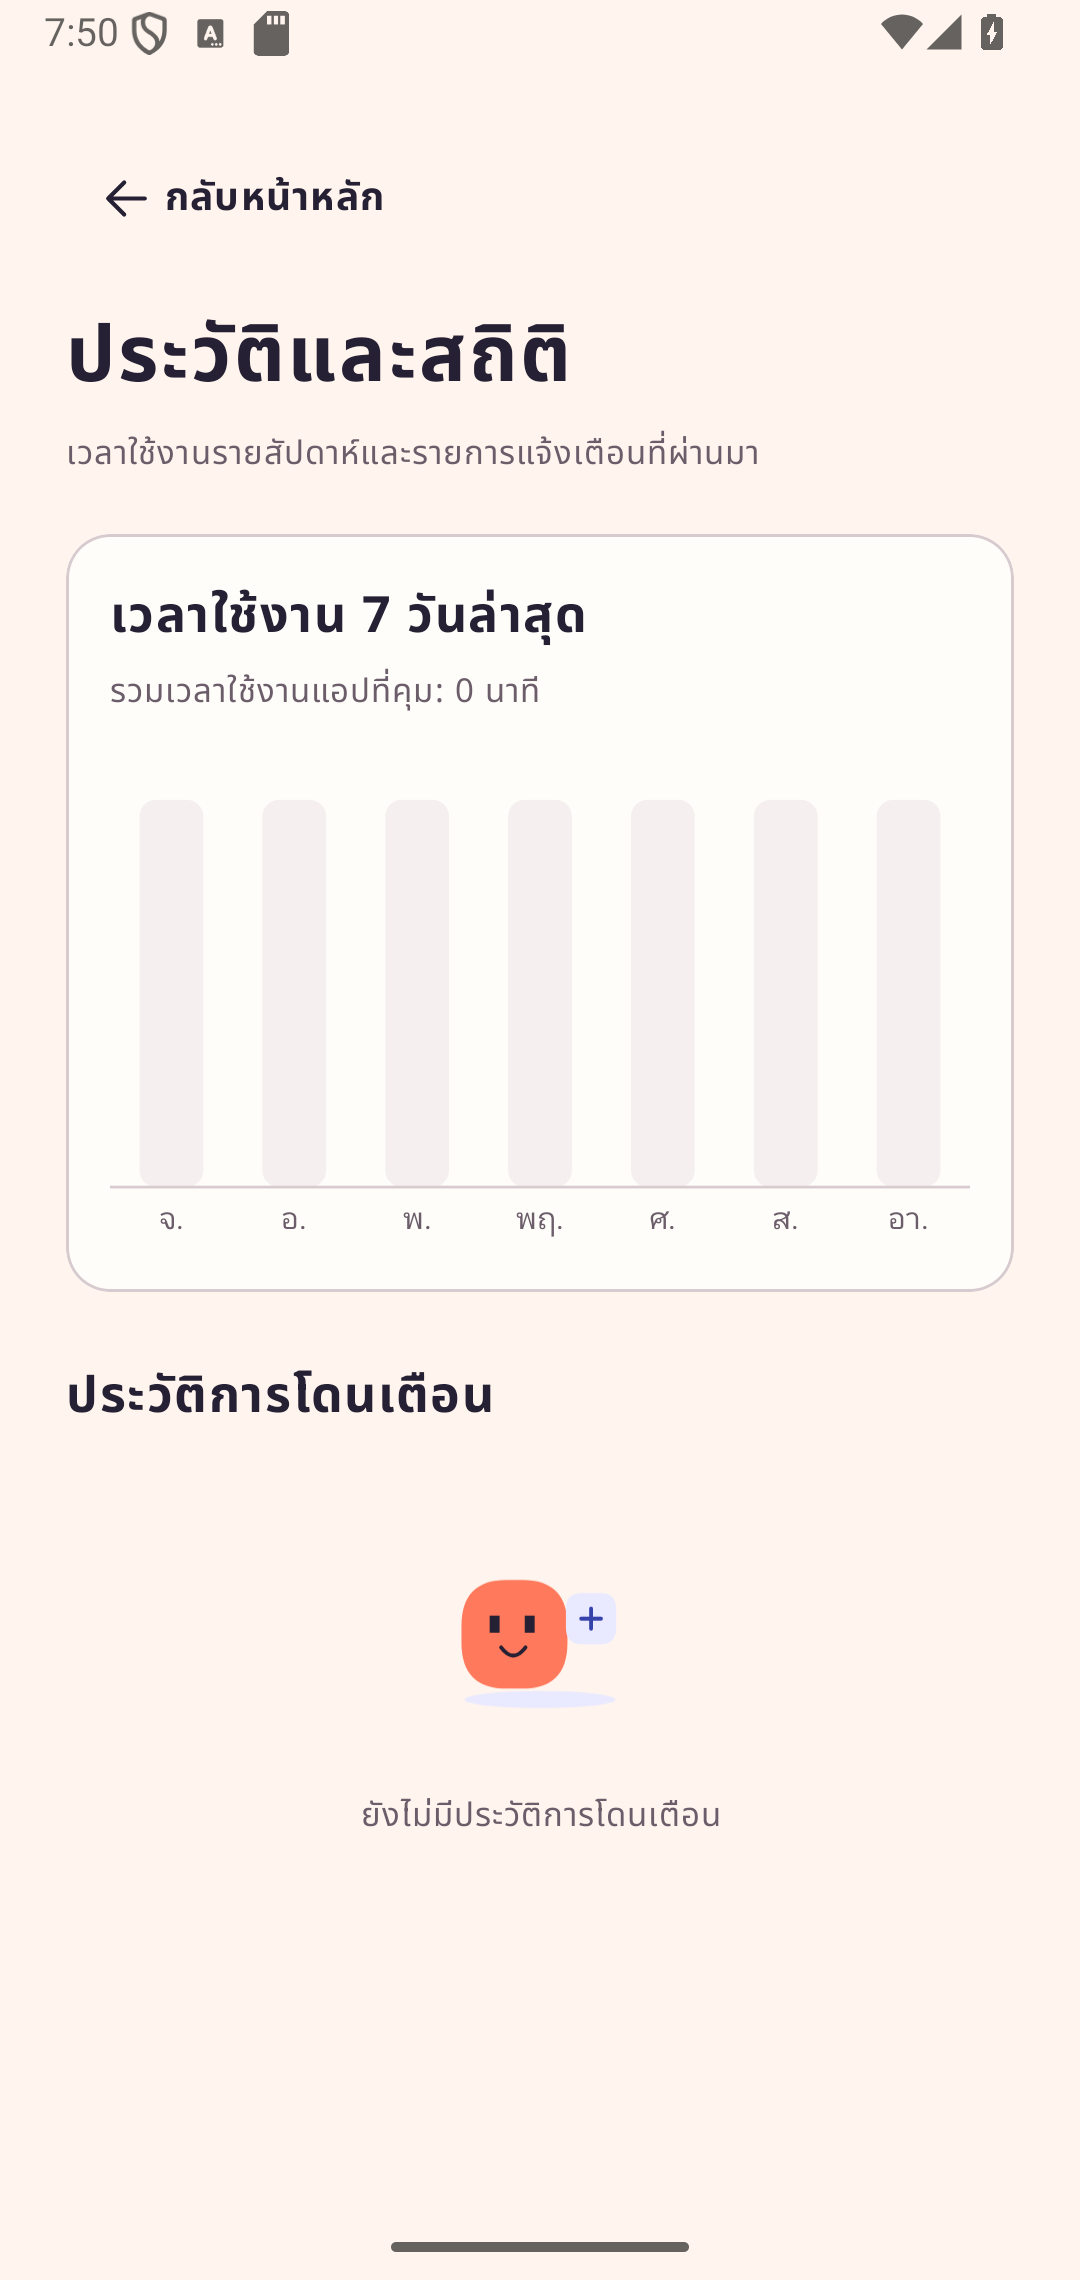 7:50
กลับหน้าหลัก
ประวัติและสถิติ
เวลาใช้งานรายสัปดาห์และรายการแจ้งเตือนที่ผ่านมา
เวลาใช้งาน 7 วันล่าสุด
รวมเวลาใช้งานแอปที่คุม: 0 นาที
จ. อ. พ. พฤ. ศ. ส. อา.
ประวัติการโดนเตือน
ยังไม่มีประวัติการโดนเตือน